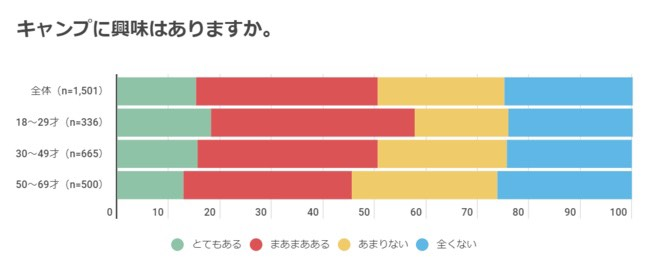 キャンプに興味はありますか。
全体（n=1,501）
18〜29才（n=336）
30〜49才（n=665）
50〜69才（n=500）
0 10 20 30 40 50 60 70 80 90 100
とてもある まあまあある あまりない 全くない